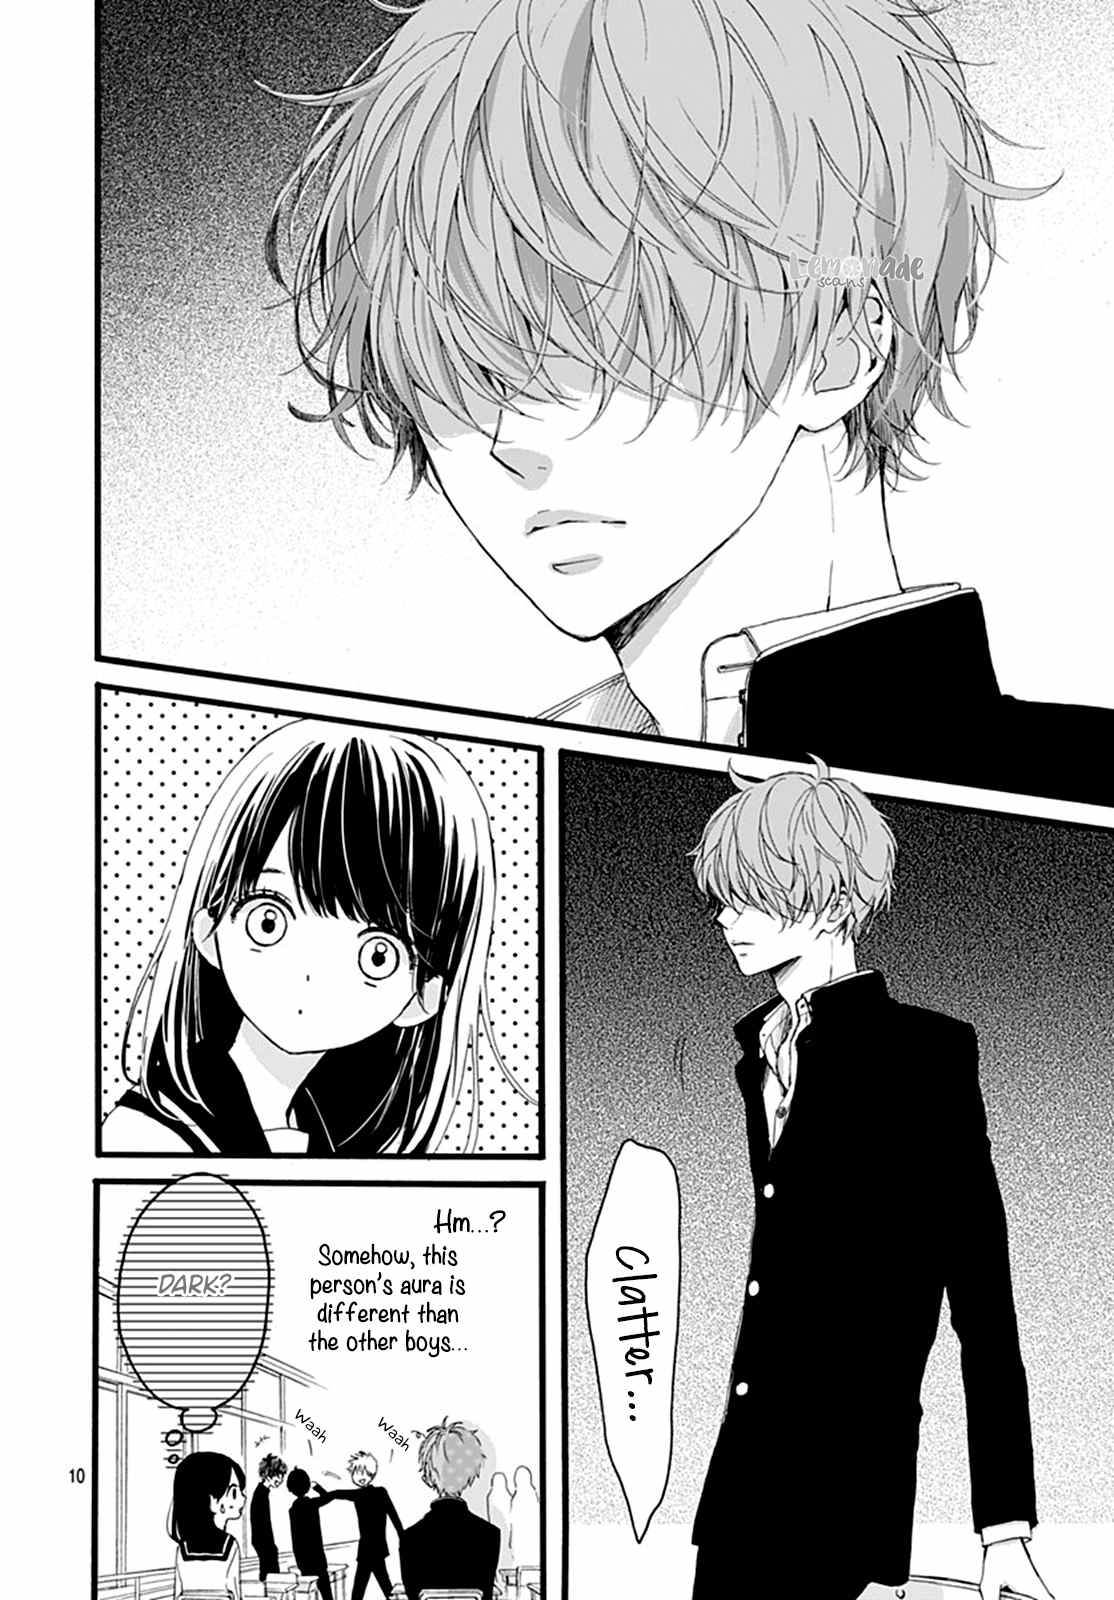 Lemonade
scans
Clatter...
Hm...?
Somehow, this
person's aura is
different than
the other boys...
DARK?
Waah
Waah
10